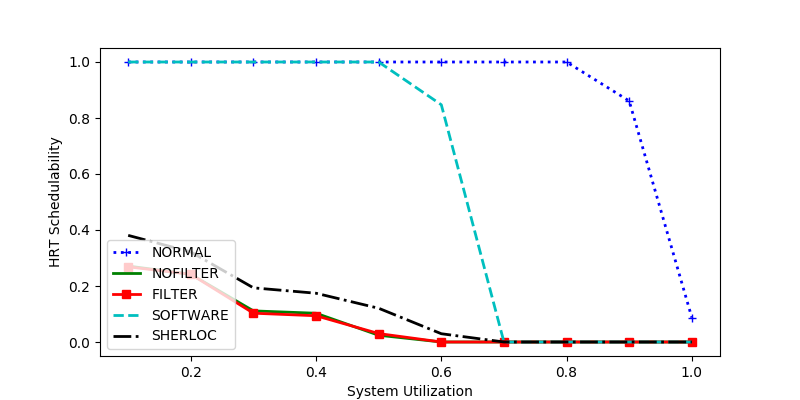 1.0
0.8
0.6
0.4
0.2
0.0
HRT Schedulability
NORMAL
NOFILTER
FILTER
SOFTWARE
SHERLOC
0.2 0.4 0.6 0.8 1.0
System Utilization